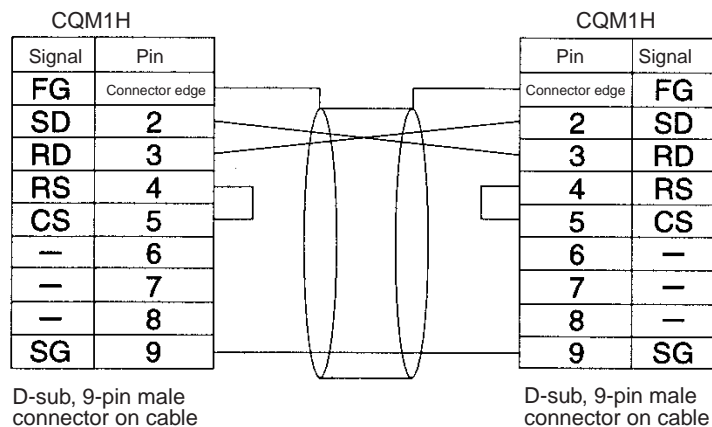 CQM1H CQM1H
Signal Pin Pin Signal
FG Connector edge Connector edge FG
SD 2 2 SD
RD 3 3 RD
RS 4 4 RS
CS 5 5 CS
– 6 6 –
– 7 7 –
– 8 8 –
SG 9 9 SG
D-sub, 9-pin male D-sub, 9-pin male
connector on cable connector on cable